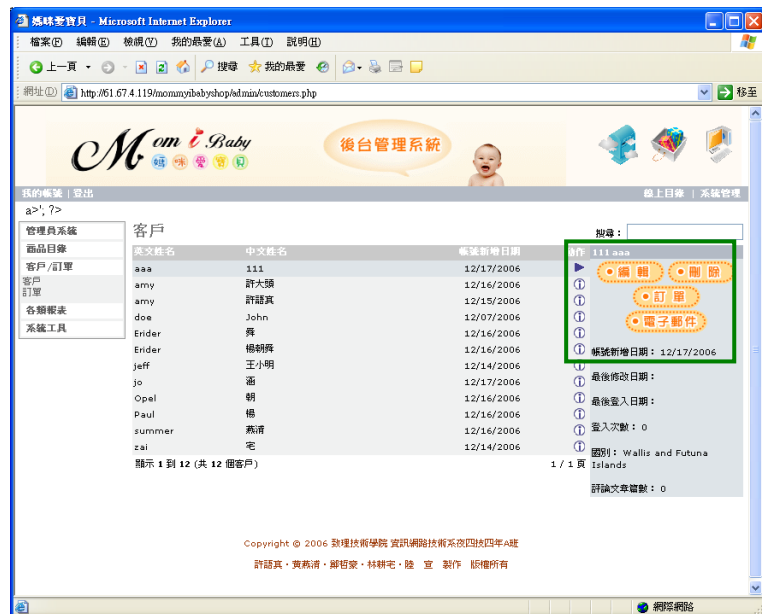 媽咪愛寶貝 - Microsoft Internet Explorer
檔案(F) 編輯(E) 檢視(V) 我的最愛(A) 工具(T) 說明(H)
上一頁 搜尋 我的最愛
網址(D) http://61.67.4.119/mommyibabyshop/admin/customers.php 移至
Mom i Baby
媽咪愛寶貝
後台管理系統
我的帳號 | 登出 線上目錄 | 系統管理
a>'; ?>
管理員系統
商品目錄
客戶/訂單
客戶
訂單
各類報表
系統工具
客戶 搜尋:
英文姓名 中文姓名 帳號新增日期 動作
aaa 111 12/17/2006
amy 許大頭 12/16/2006
amy 許語真 12/15/2006
doe John 12/07/2006
Erider 舜 12/16/2006
Erider 楊朝舜 12/16/2006
jeff 王小明 12/14/2006
jo 涵 12/17/2006
Opel 朝 12/16/2006
Paul 楊 12/16/2006
summer 燕淯 12/16/2006
zai 宅 12/14/2006
顯示 1 到 12 (共 12 個客戶) 1 / 1 頁
111 aaa
編輯 刪除
訂單
電子郵件
帳號新增日期: 12/17/2006
最後修改日期:
最後登入日期:
登入次數: 0
國別: Wallis and Futuna
Islands
評論文章篇數: 0
Copyright @ 2006 致理技術學院 資訊網路技術系夜四技四年A班
許語真・黃燕淯・鄭哲豪・林耕宅・陸 宣 製作 版權所有
網際網路